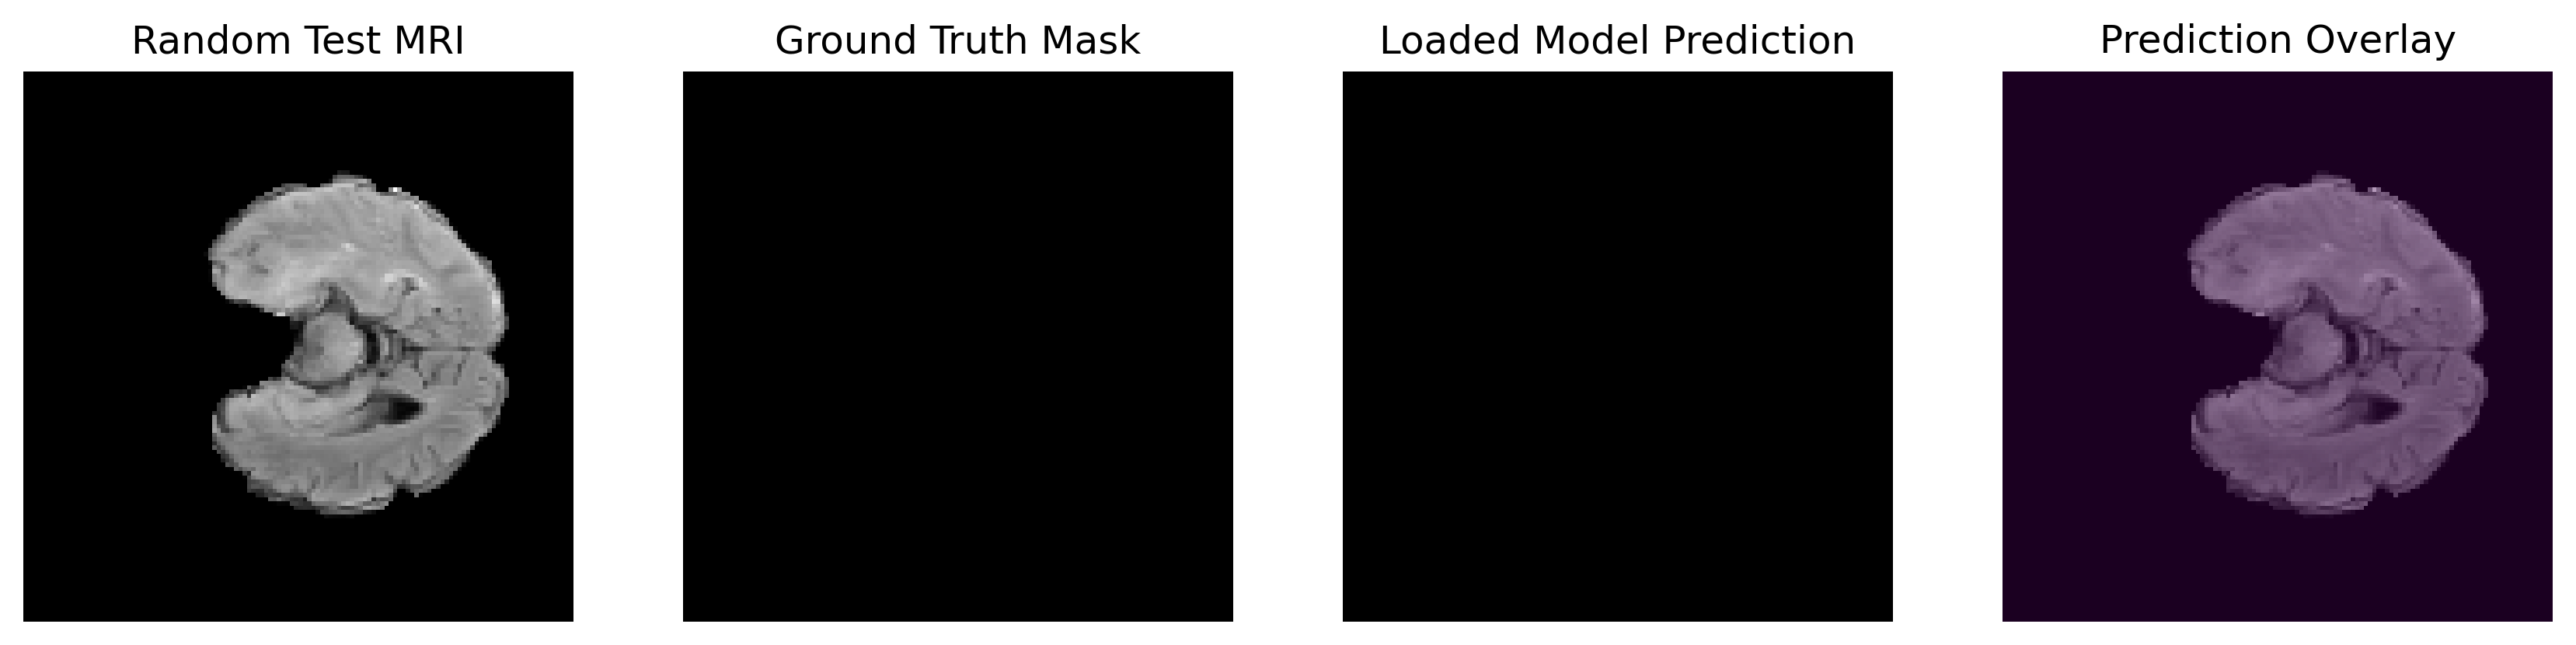 Random Test MRI
Ground Truth Mask
Loaded Model Prediction
Prediction Overlay